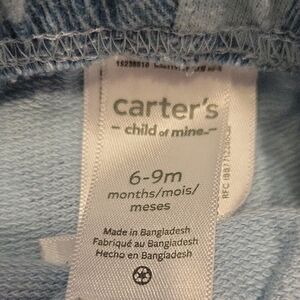 carter's
- child of mine -
6-9m
months/mois/
meses
Made in Bangladesh
Fabriqué au Bangladesh
Hecho en Bangladesh